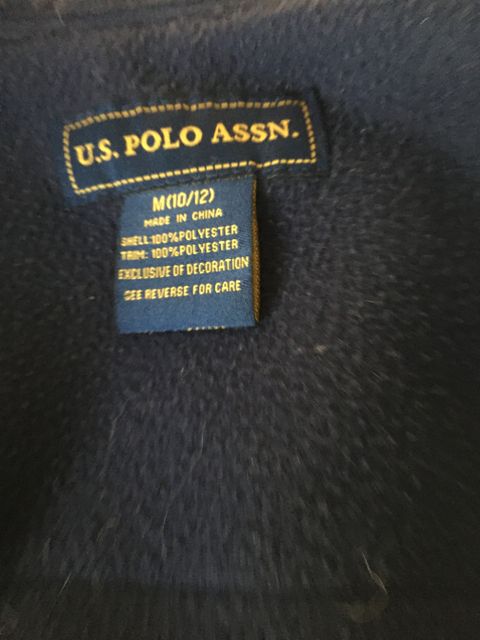 U.S. POLO ASSN.
M(10/12)
MADE IN CHINA
SHELL:100%POLYESTER
TRIM: 100%POLYESTER
EXCLUSIVE OF DECORATION
SEE REVERSE FOR CARE